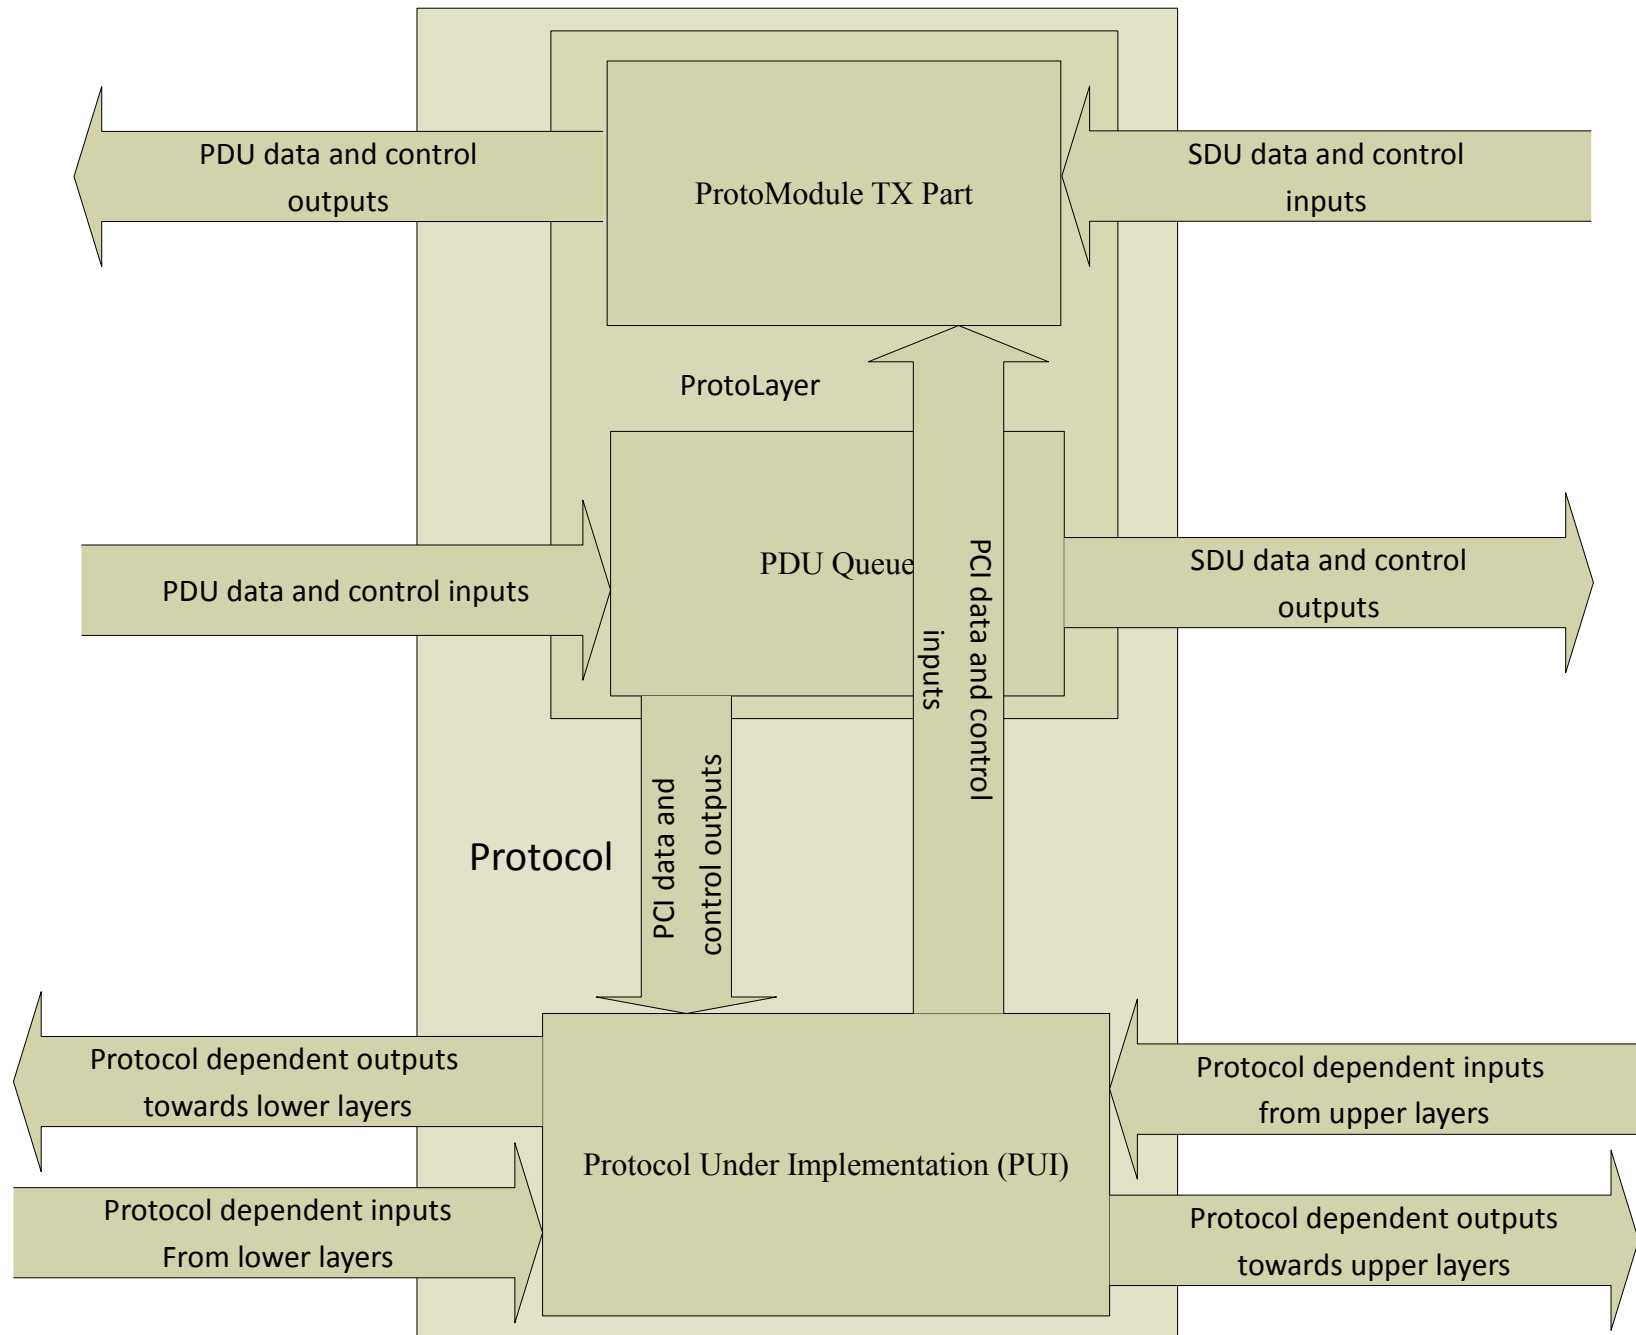 PDU data and control
outputs
ProtoModule TX Part
SDU data and control
inputs
ProtoLayer
PDU data and control inputs
PDU Queue
PCI data and control
inputs
SDU data and control
outputs
Protocol
PCI data and
control outputs
Protocol dependent outputs
towards lower layers
Protocol dependent inputs
from upper layers
Protocol Under Implementation (PUI)
Protocol dependent inputs
From lower layers
Protocol dependent outputs
towards upper layers